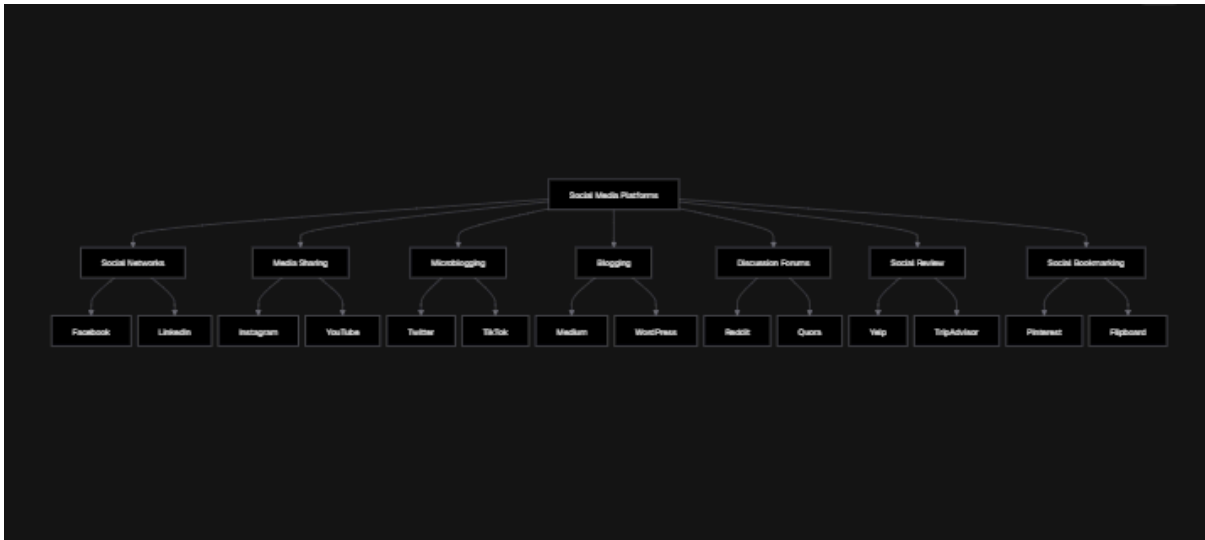 Social Media Platforms
Social Networks
Media Sharing
Microblogging
Blogging
Discussion Forums
Social Review
Social Bookmarking
Facebook
LinkedIn
Instagram
YouTube
Twitter
TikTok
Medium
WordPress
Reddit
Quora
Yelp
TripAdvisor
Pinterest
Flipboard